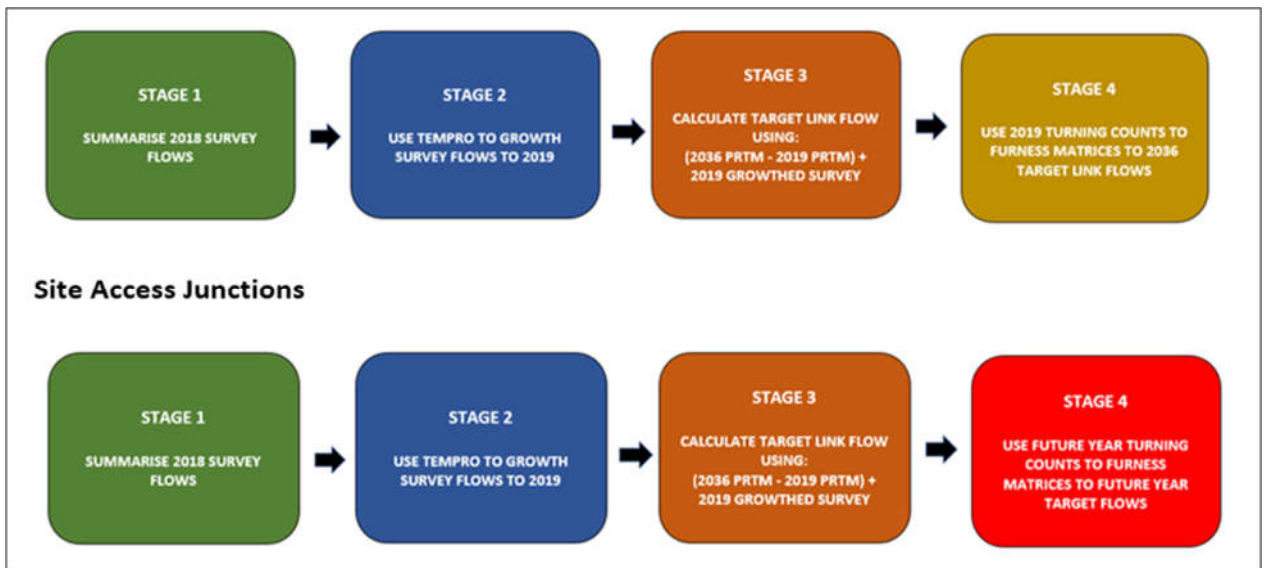 STAGE 1
SUMMARISE 2018 SURVEY
FLOWS
STAGE 2
USE TEMPRO TO GROWTH
SURVEY FLOWS TO 2019
STAGE 3
CALCULATE TARGET LINK FLOW
USING:
(2036 PRTM - 2019 PRTM) +
2019 GROWTHED SURVEY
STAGE 4
USE 2019 TURNING COUNTS TO
FURNESS MATRICES TO 2036
TARGET LINK FLOWS
Site Access Junctions
STAGE 1
SUMMARISE 2018 SURVEY
FLOWS
STAGE 2
USE TEMPRO TO GROWTH
SURVEY FLOWS TO 2019
STAGE 3
CALCULATE TARGET LINK FLOW
USING:
(2036 PRTM - 2019 PRTM) +
2019 GROWTHED SURVEY
STAGE 4
USE FUTURE YEAR TURNING
COUNTS TO FURNESS
MATRICES TO FUTURE YEAR
TARGET FLOWS